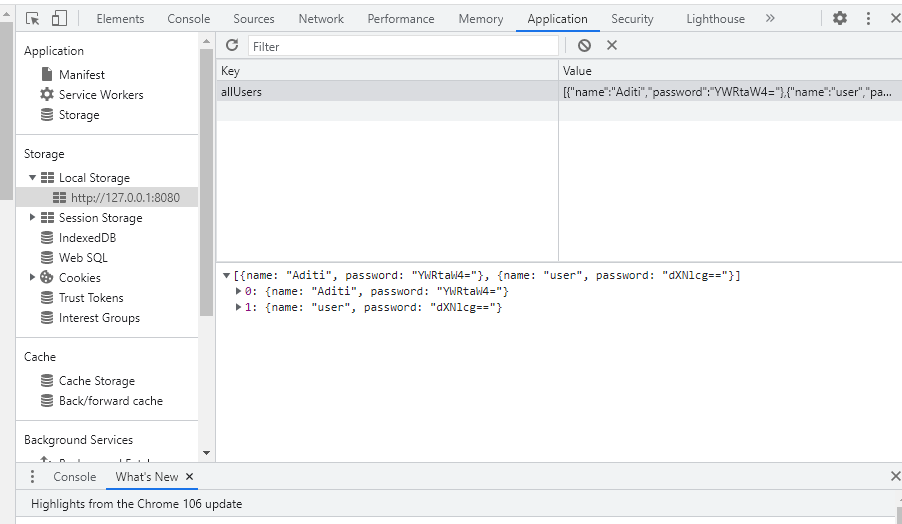 Elements Console Sources Network Performance Memory Application Security Lighthouse »
Application
Manifest
Service Workers
Storage
Storage
Local Storage
http://127.0.0.1:8080
Session Storage
IndexedDB
Web SQL
Cookies
Trust Tokens
Interest Groups
Cache
Cache Storage
Back/forward cache
Background Services
Filter
Key Value
allUsers [{"name":"Aditi","password":"YWRtaW4="},{"name":"user","pa...
[{name: "Aditi", password: "YWRtaW4="}, {name: "user", password: "dXNlcg=="}]
0: {name: "Aditi", password: "YWRtaW4="}
1: {name: "user", password: "dXNlcg=="}
Console What's New
Highlights from the Chrome 106 update